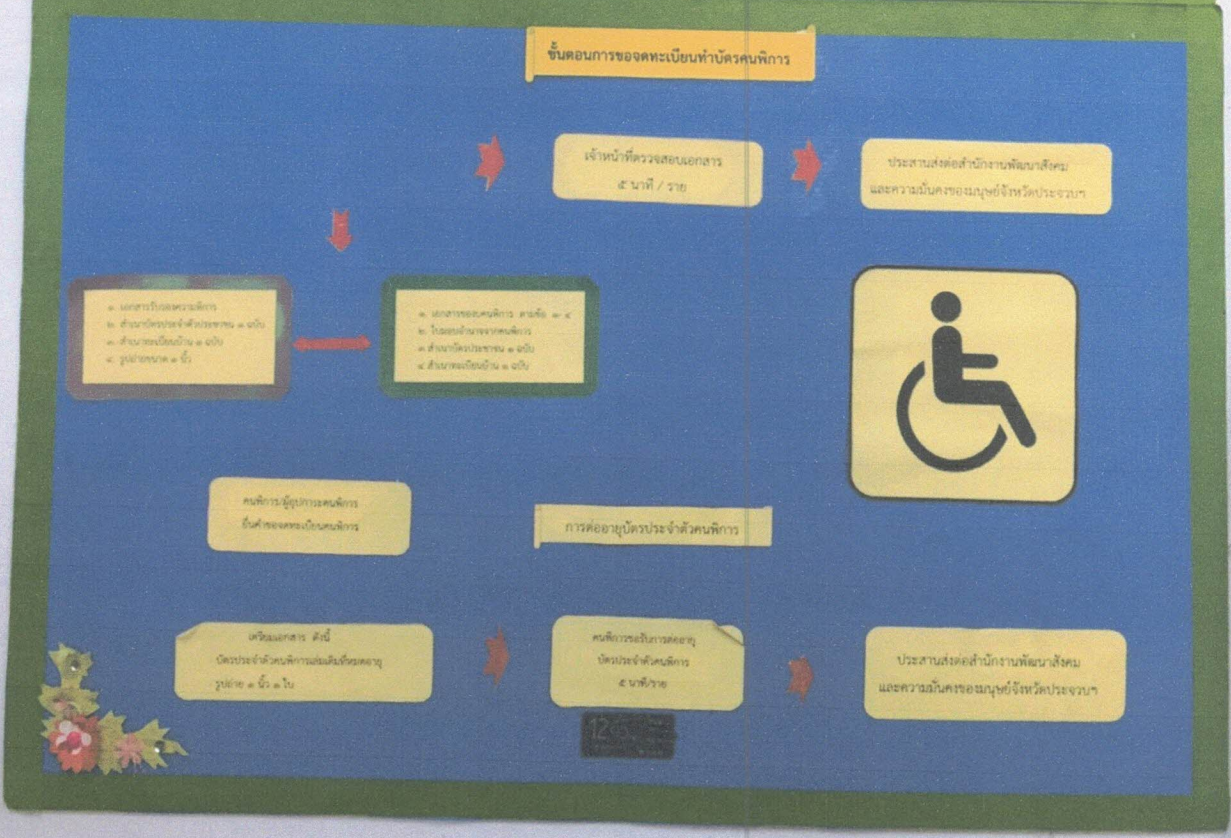 ขั้นตอนการขอจดทะเบียนทำบัตรคนพิการ
เจ้าหน้าที่ตรวจสอบเอกสาร
๕ นาที / ราย
ประสานส่งต่อสำนักงานพัฒนาสังคม
และความมั่นคงของมนุษย์จังหวัดประจวบฯ
๑. เอกสารรับรองความพิการ
๒. สำเนาบัตรประจำตัวประชาชน ๑ ฉบับ
๓. สำเนาทะเบียนบ้าน ๑ ฉบับ
๔. รูปถ่ายขนาด ๑ นิ้ว
๑. เอกสารของบคนพิการ ตามข้อ ๑- ๔
๒. ใบมอบอำนาจจากคนพิการ
๓ สำเนาบัตรประชาชน ๑ ฉบับ
๔ สำเนาทะเบียนบ้าน ๑ ฉบับ
คนพิการ/ผู้อุปการะคนพิการ
ยื่นคำขอจดทะเบียนคนพิการ
การต่ออายุบัตรประจำตัวคนพิการ
เตรียมเอกสาร ดังนี้
บัตรประจำตัวคนพิการเล่มเดิมที่หมดอายุ
รูปถ่าย ๑ นิ้ว ๑ ใบ
คนพิการขอรับการต่ออายุ
บัตรประจำตัวคนพิการ
๕ นาที/ราย
ประสานส่งต่อสำนักงานพัฒนาสังคม
และความมั่นคงของมนุษย์จังหวัดประจวบฯ